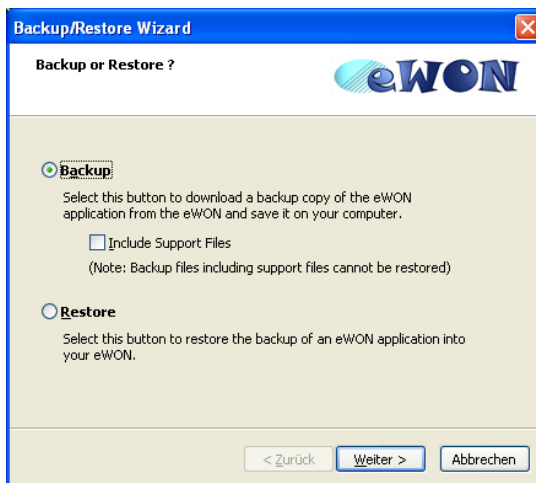 Backup/Restore Wizard
Backup or Restore ?
eWON
Backup
Select this button to download a backup copy of the eWON
application from the eWON and save it on your computer.
Include Support Files
(Note: Backup files including support files cannot be restored)
Restore
Select this button to restore the backup of an eWON application into
your eWON.
< Zurück
Weiter >
Abbrechen